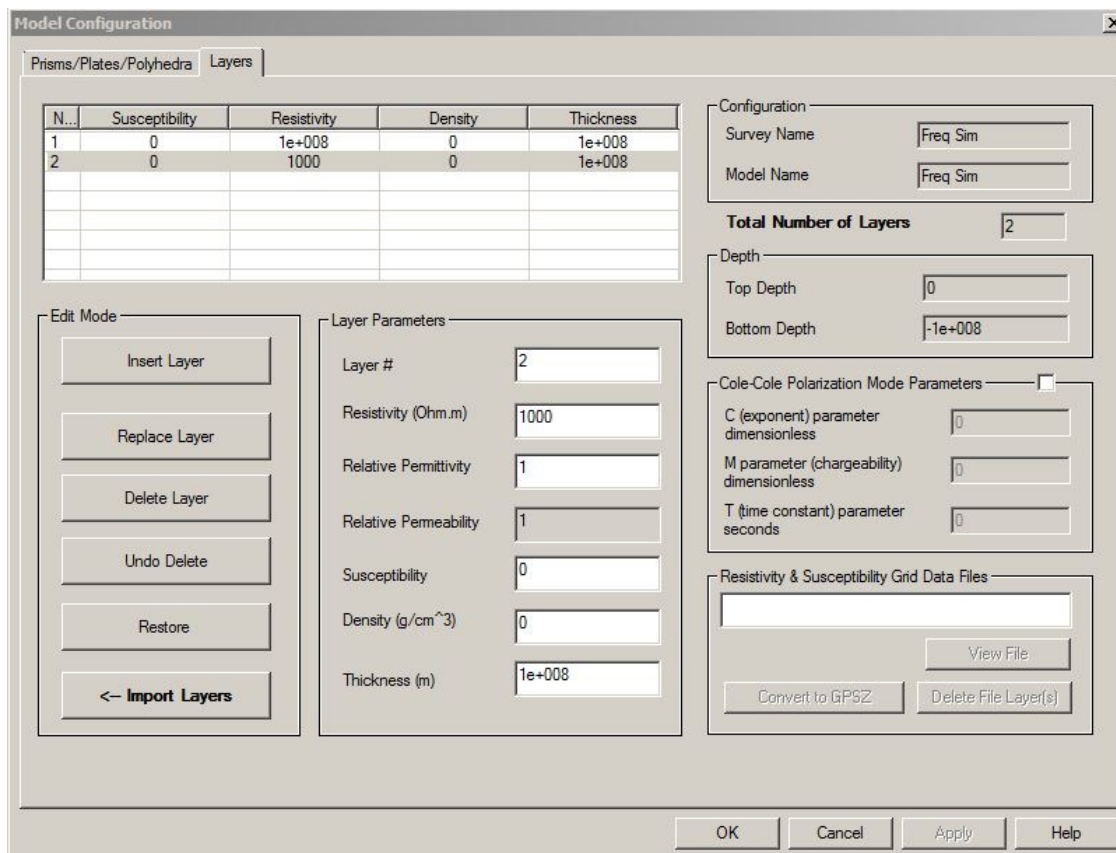 Model Configuration
Prisms/Plates/Polyhedra Layers
N... Susceptibility Resistivity Density Thickness
1 0 1e+008 0 1e+008
2 0 1000 0 1e+008
Configuration
Survey Name Freq Sim
Model Name Freq Sim
Total Number of Layers 2
Depth
Top Depth 0
Bottom Depth -1e+008
Edit Mode
Insert Layer
Replace Layer
Delete Layer
Undo Delete
Restore
<-- Import Layers
Layer Parameters
Layer # 2
Resistivity (Ohm.m) 1000
Relative Permittivity 1
Relative Permeability 1
Susceptibility 0
Density (g/cm^3) 0
Thickness (m) 1e+008
Cole-Cole Polarization Mode Parameters
C (exponent) parameter
dimensionless 0
M parameter (chargeability)
dimensionless 0
T (time constant) parameter
seconds 0
Resistivity & Susceptibility Grid Data Files
View File
Convert to GPSZ Delete File Layer(s)
OK Cancel Apply Help